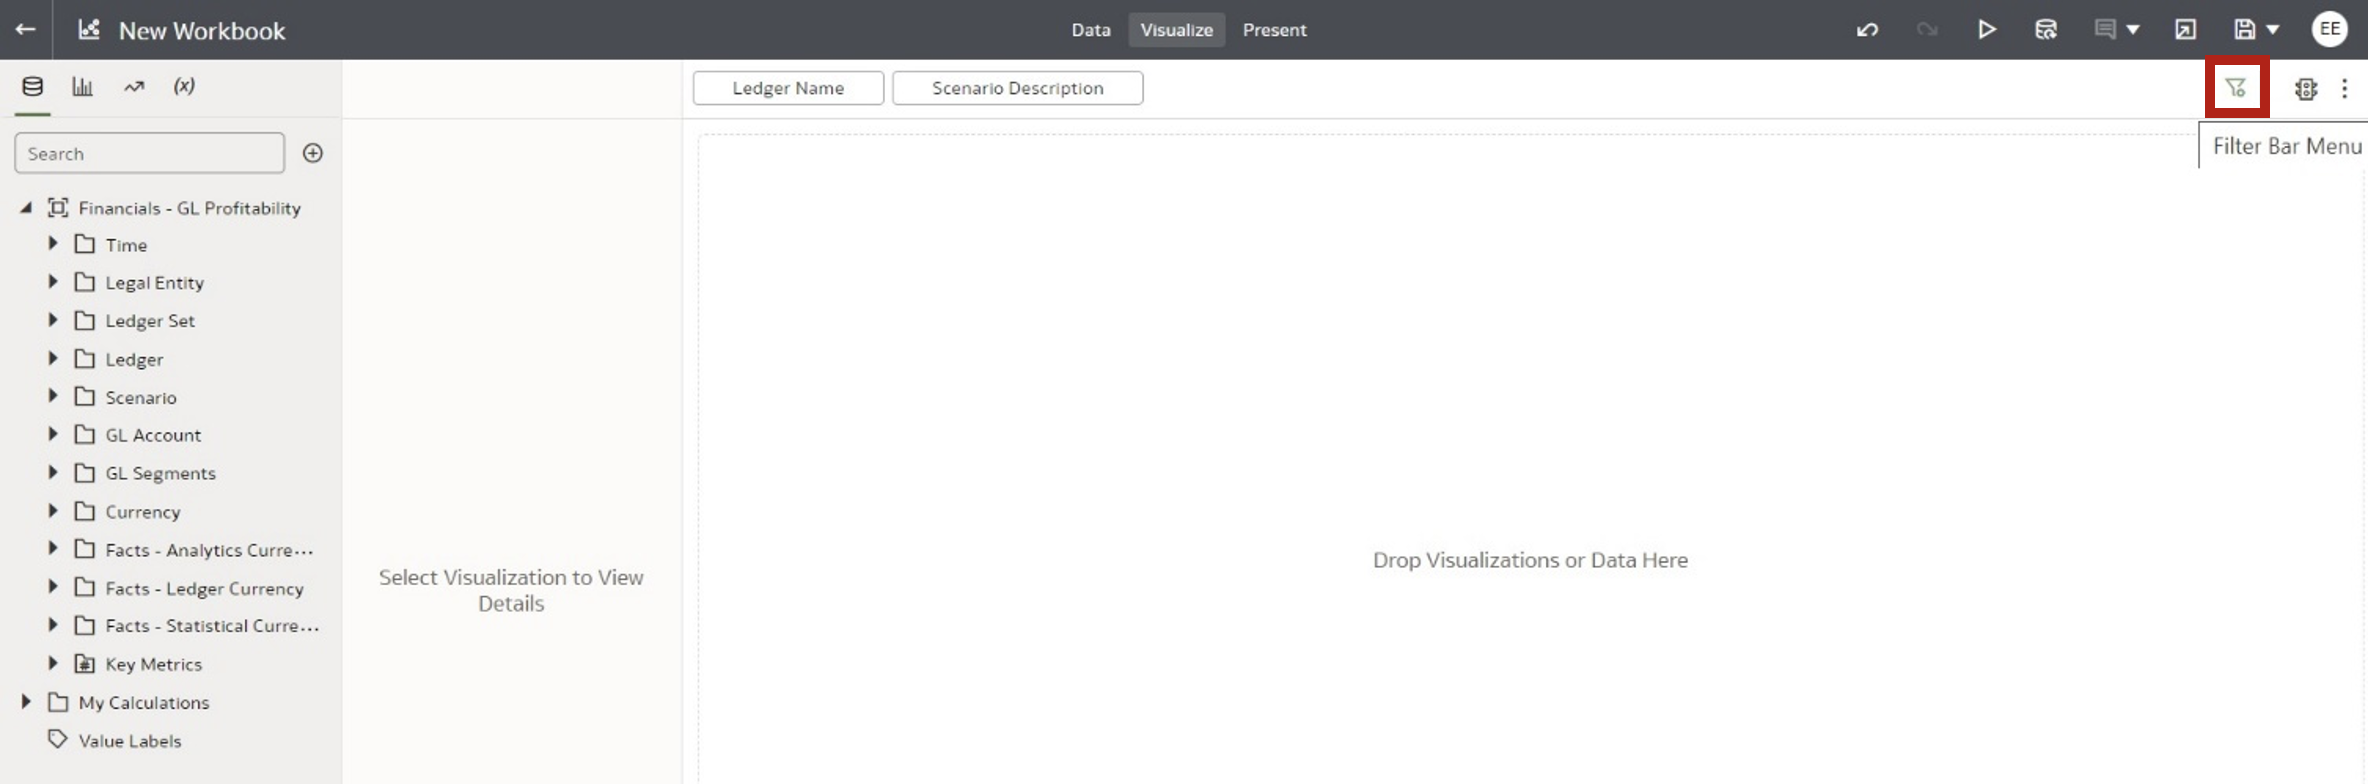 New Workbook
Data Visualize Present
EE
(x)
Ledger Name
Scenario Description
Filter Bar Menu
Search
Financials - GL Profitability
Time
Legal Entity
Ledger Set
Ledger
Scenario
GL Account
GL Segments
Currency
Facts - Analytics Curre...
Facts - Ledger Currency
Facts - Statistical Curre...
# Key Metrics
My Calculations
Value Labels
Select Visualization to View
Details
Drop Visualizations or Data Here